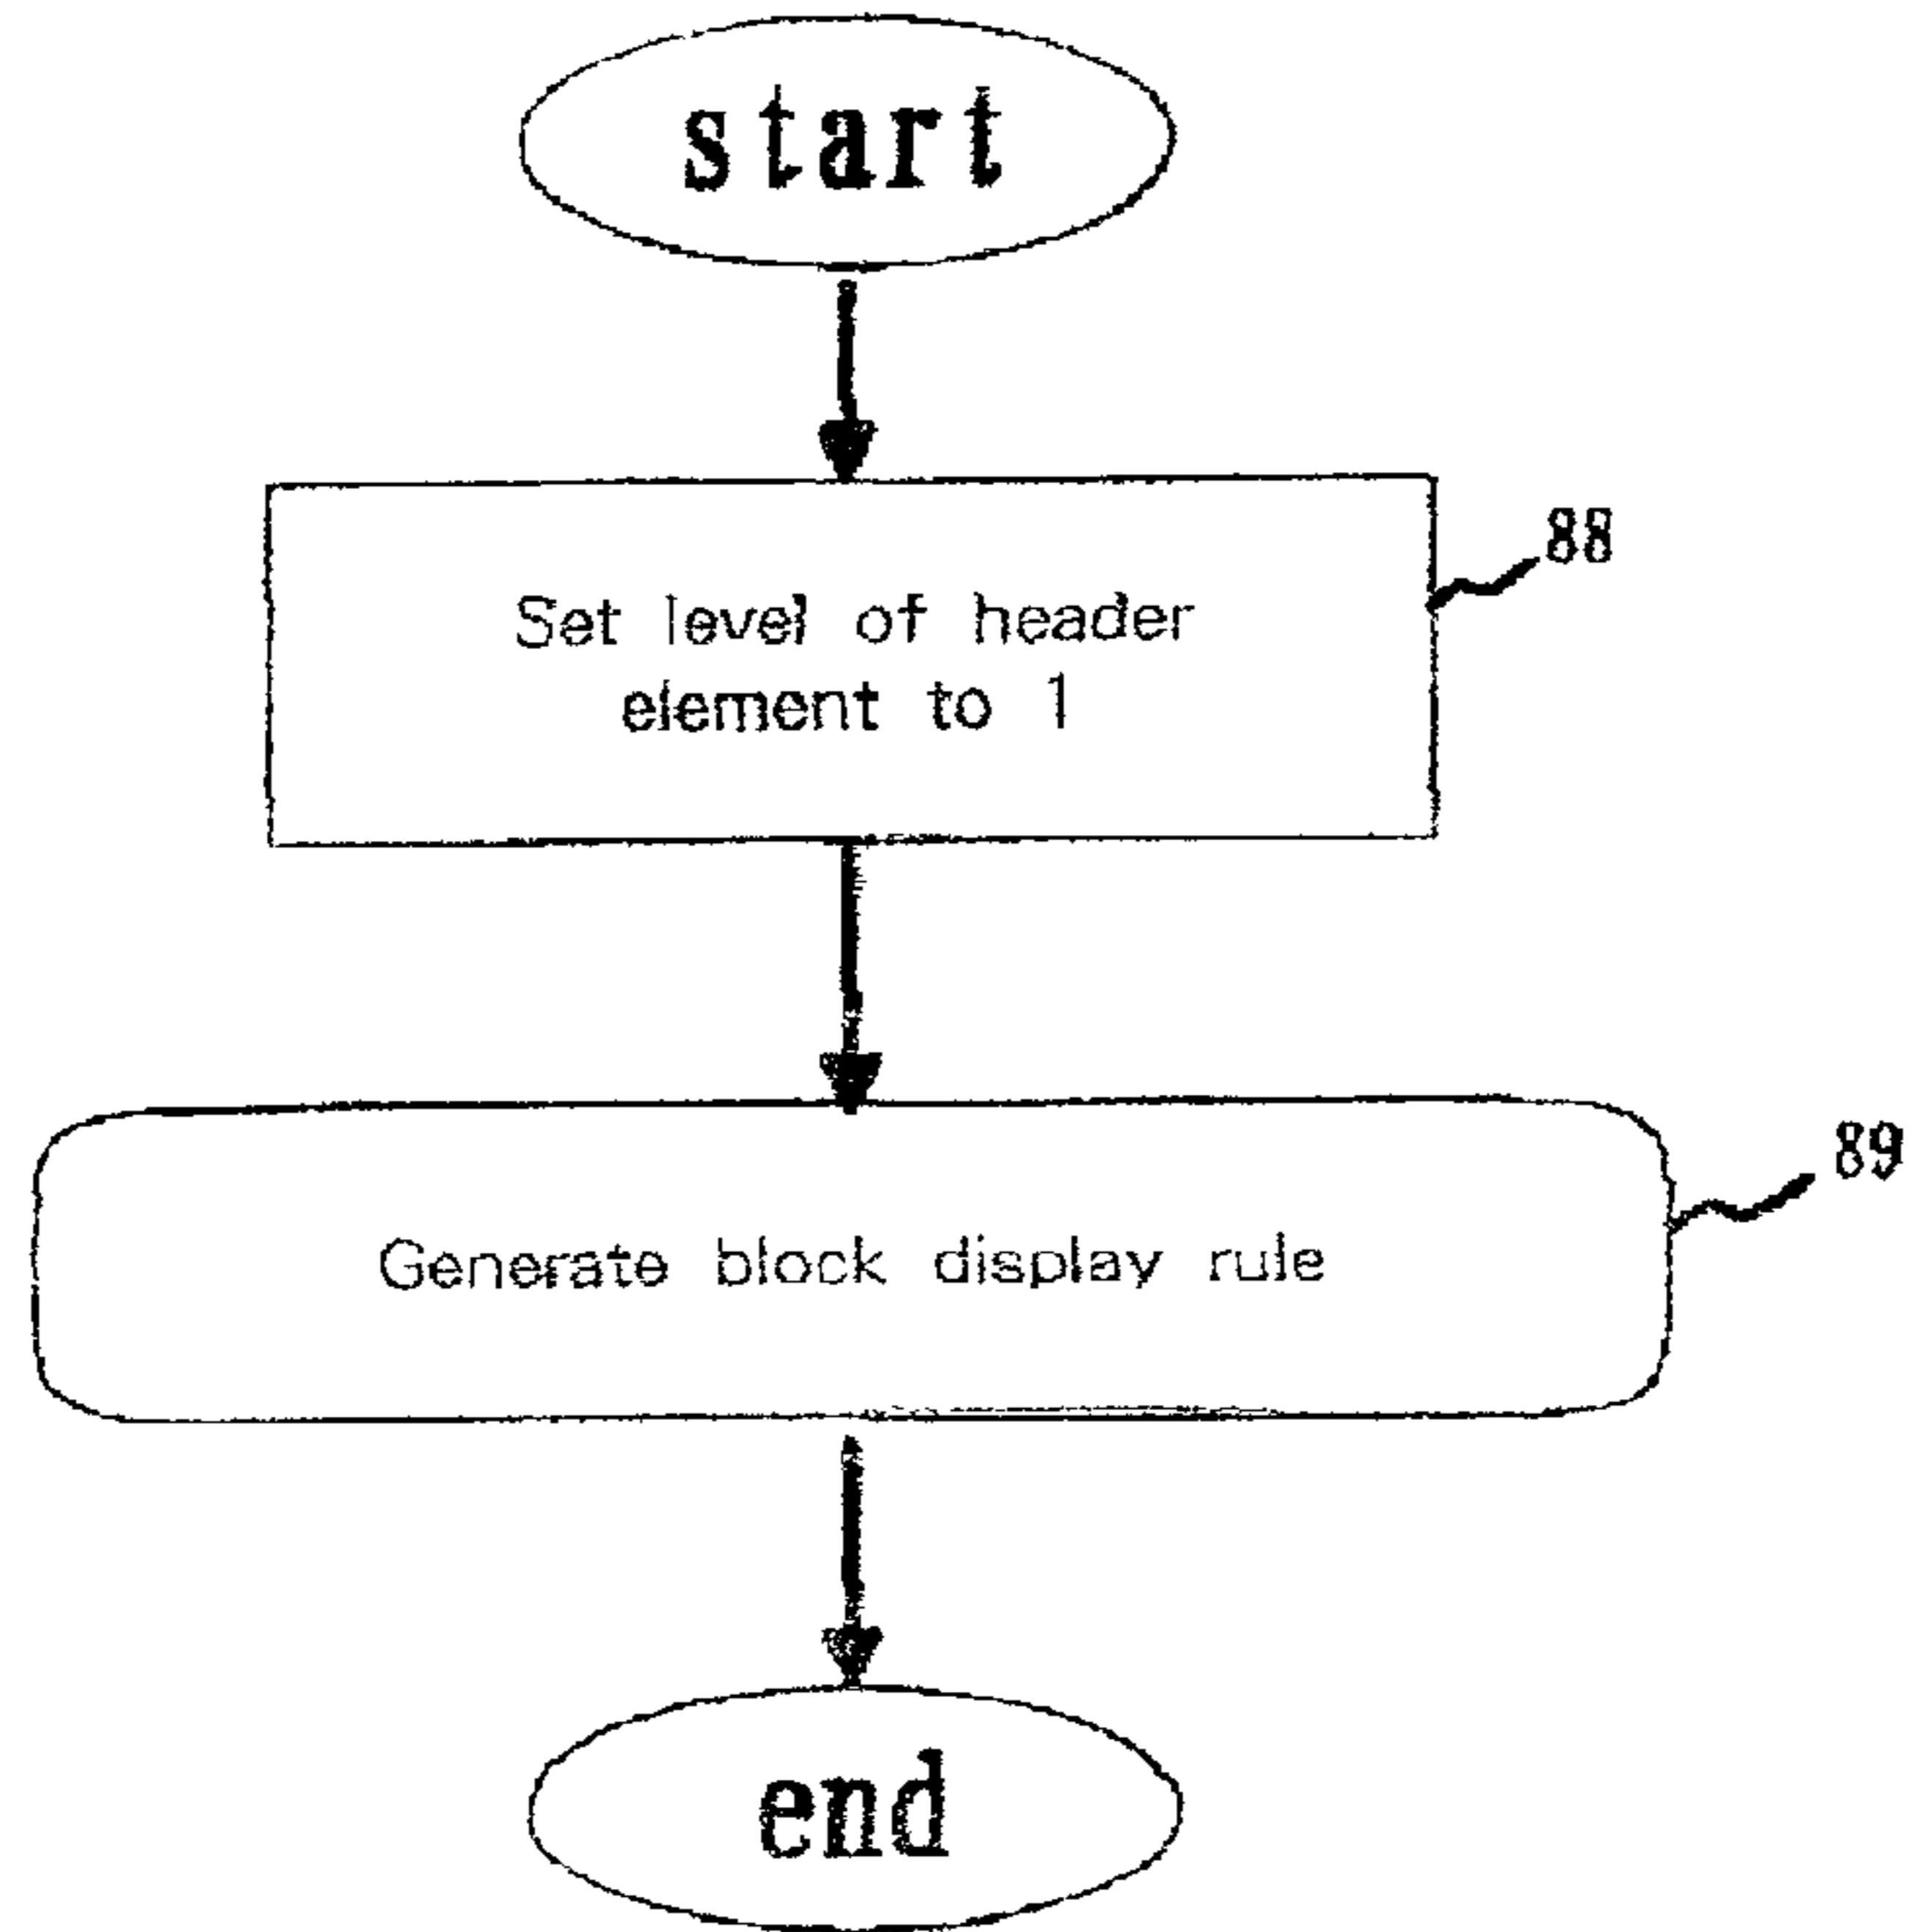 start
88
Set level of header
element to 1
89
Generate block display rule
end